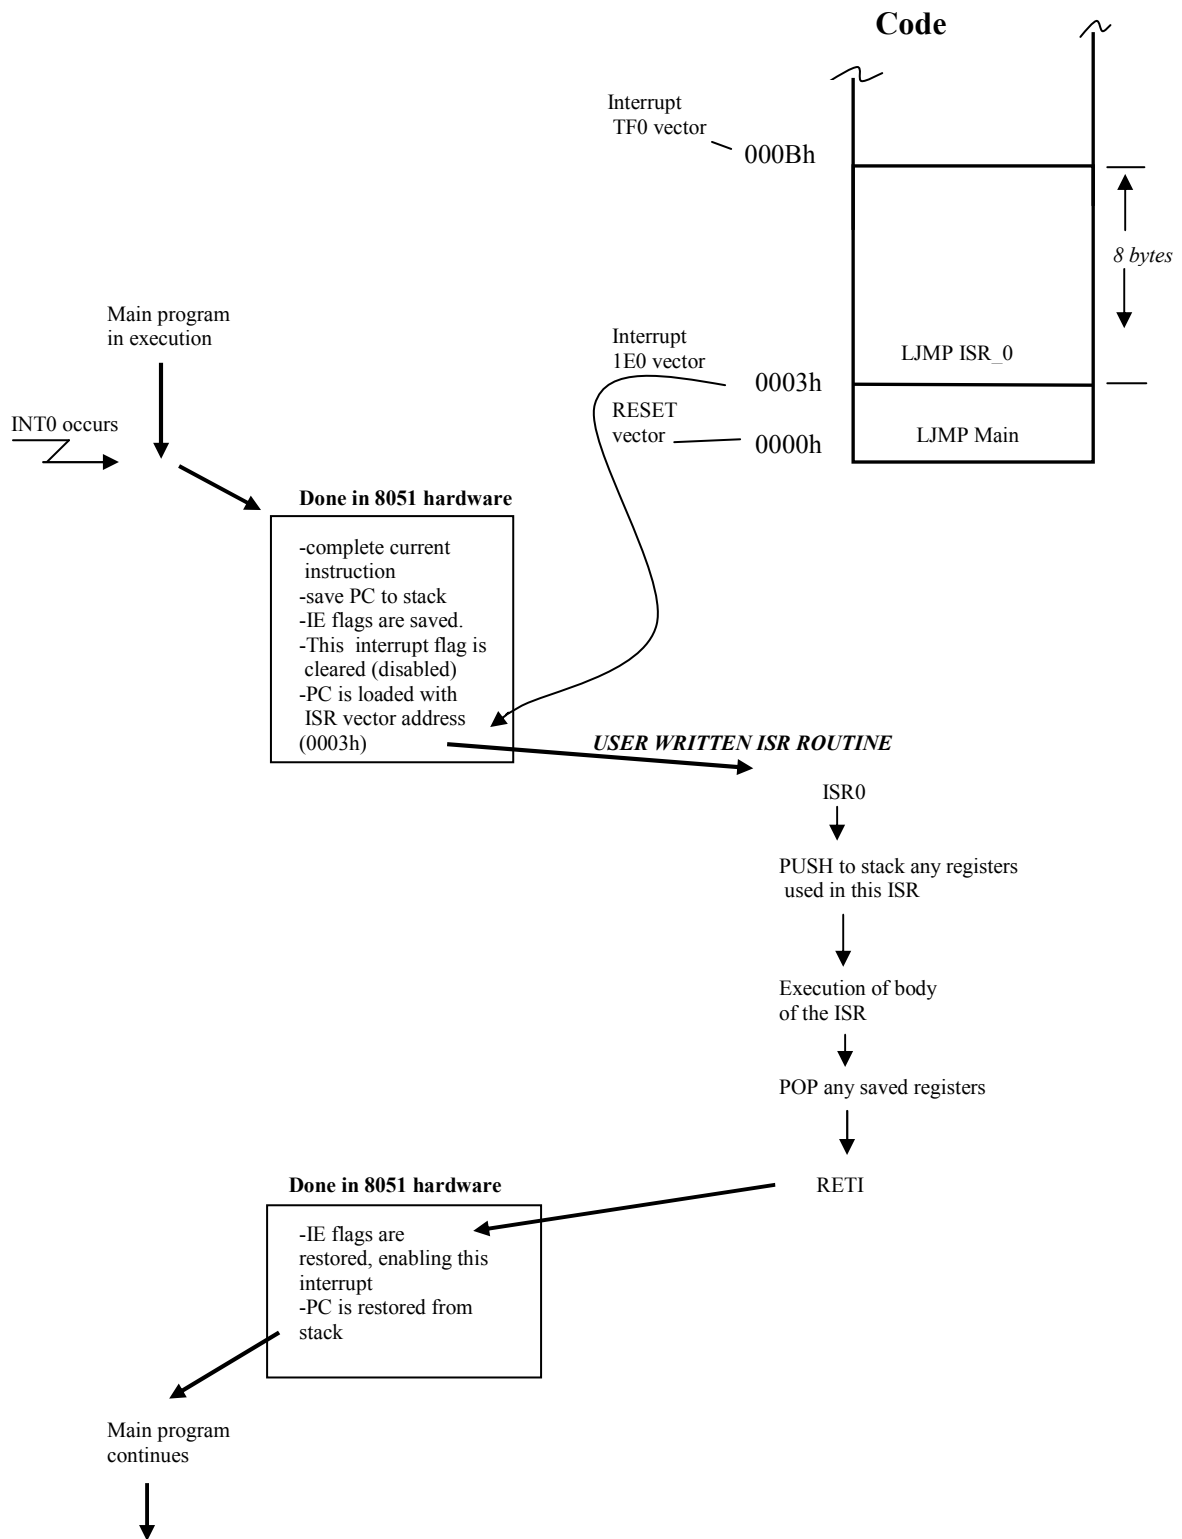 Code
Interrupt
TF0 vector
000Bh
8 bytes
Main program
in execution
Interrupt
1E0 vector
LJMP ISR_0
0003h
INT0 occurs
RESET
vector
0000h
LJMP Main
Done in 8051 hardware
-complete current
instruction
-save PC to stack
-IE flags are saved.
-This interrupt flag is
cleared (disabled)
-PC is loaded with
ISR vector address
(0003h)
USER WRITTEN ISR ROUTINE
ISR0
PUSH to stack any registers
used in this ISR
Execution of body
of the ISR
POP any saved registers
RETI
Done in 8051 hardware
-IE flags are
restored, enabling this
interrupt
-PC is restored from
stack
Main program
continues